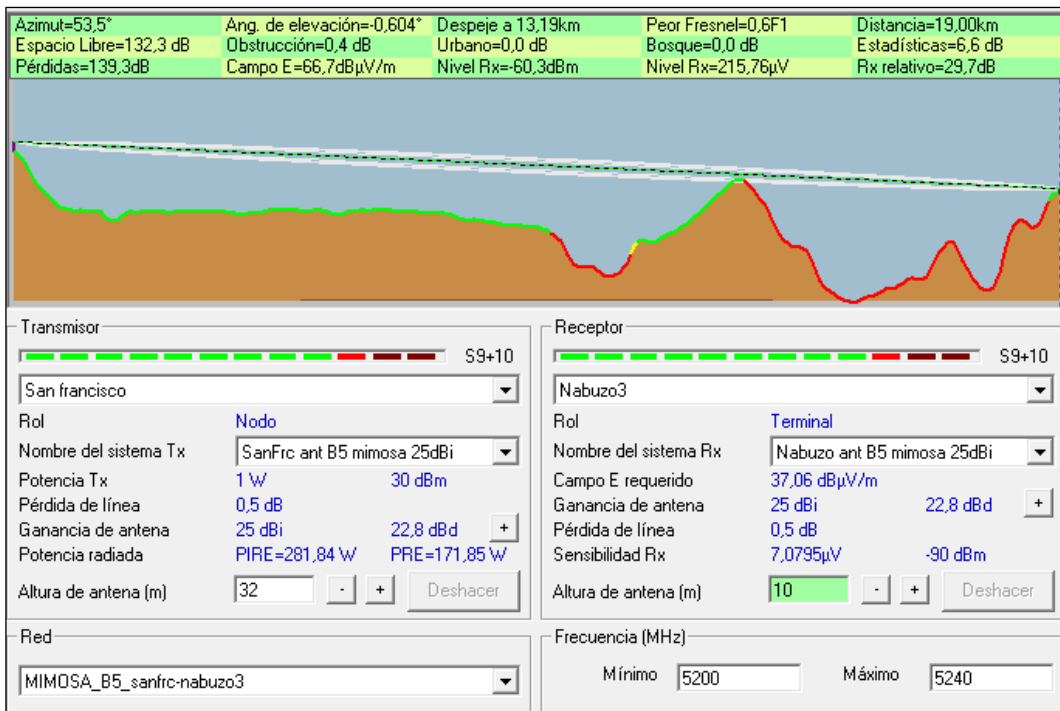 Azimut=53,5° Ang. de elevación=-0,604° Despeje a 13,19km Peor Fresnel=0,6F1 Distancia=19,00km
Espacio Libre=132,3 dB Obstrucción=0,4 dB Urbano=0,0 dB Bosque=0,0 dB Estadísticas=6,6 dB
Pérdidas=139,3dB Campo E=66,7dBµV/m Nivel Rx=-60,3dBm Nivel Rx=215,76µV Rx relativo=29,7dB
Transmisor
S9+10
San francisco
Rol Nodo
Nombre del sistema Tx SanFrc ant B5 mimosa 25dBi
Potencia Tx 1 W 30 dBm
Pérdida de línea 0,5 dB
Ganancia de antena 25 dBi 22,8 dBd +
Potencia radiada PIRE=281,84 W PRE=171,85 W
Altura de antena (m) 32 - + Deshacer
Receptor
S9+10
Nabuzo3
Rol Terminal
Nombre del sistema Rx Nabuzo ant B5 mimosa 25dBi
Campo E requerido 37,06 dBµV/m
Ganancia de antena 25 dBi 22,8 dBd +
Pérdida de línea 0,5 dB
Sensibilidad Rx 7,0795µV -90 dBm
Altura de antena (m) 10 - + Deshacer
Red
MIMOSA_B5_sanfrc-nabuzo3
Frecuencia (MHz)
Mínimo 5200 Máximo 5240